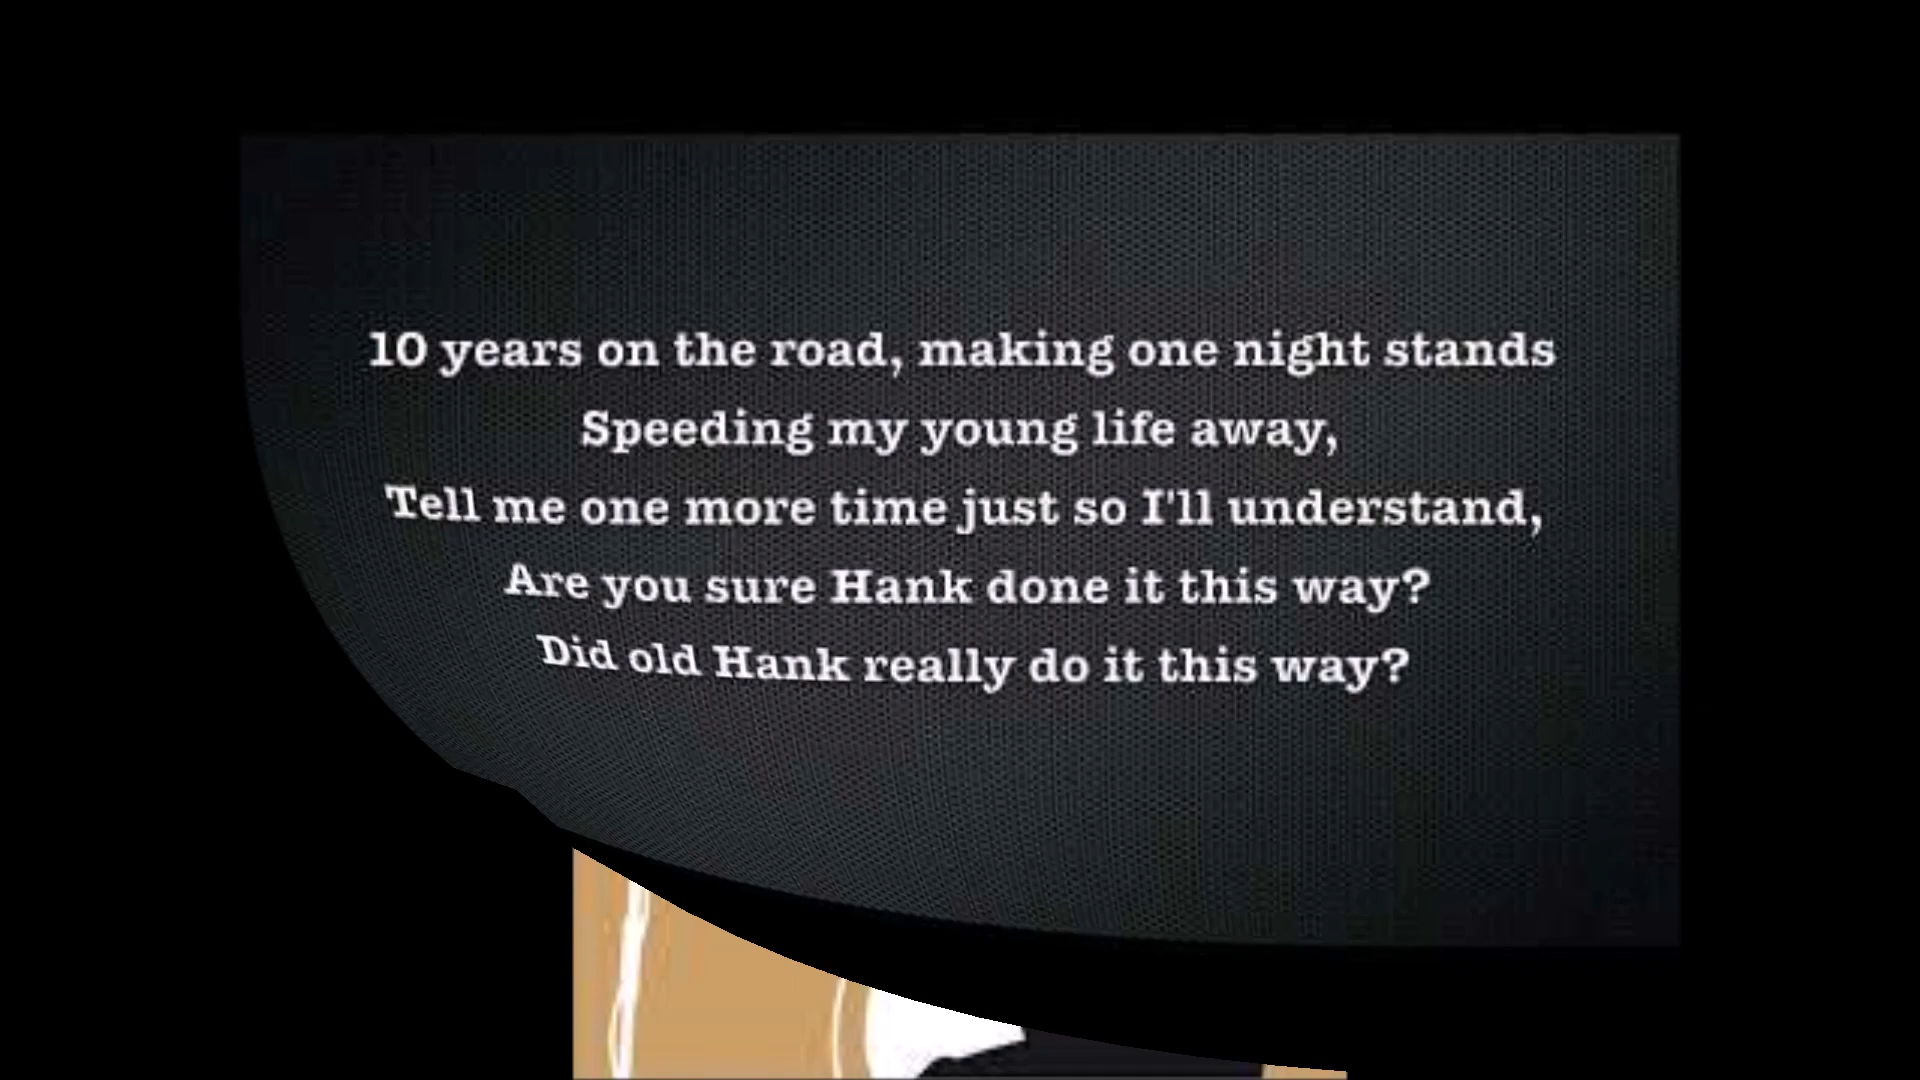 10 years on the road, making one night stands
Speeding my young life away,
Tell me one more time just so I'll understand,
Are you sure Hank done it this way?
Did old Hank really do it this way?